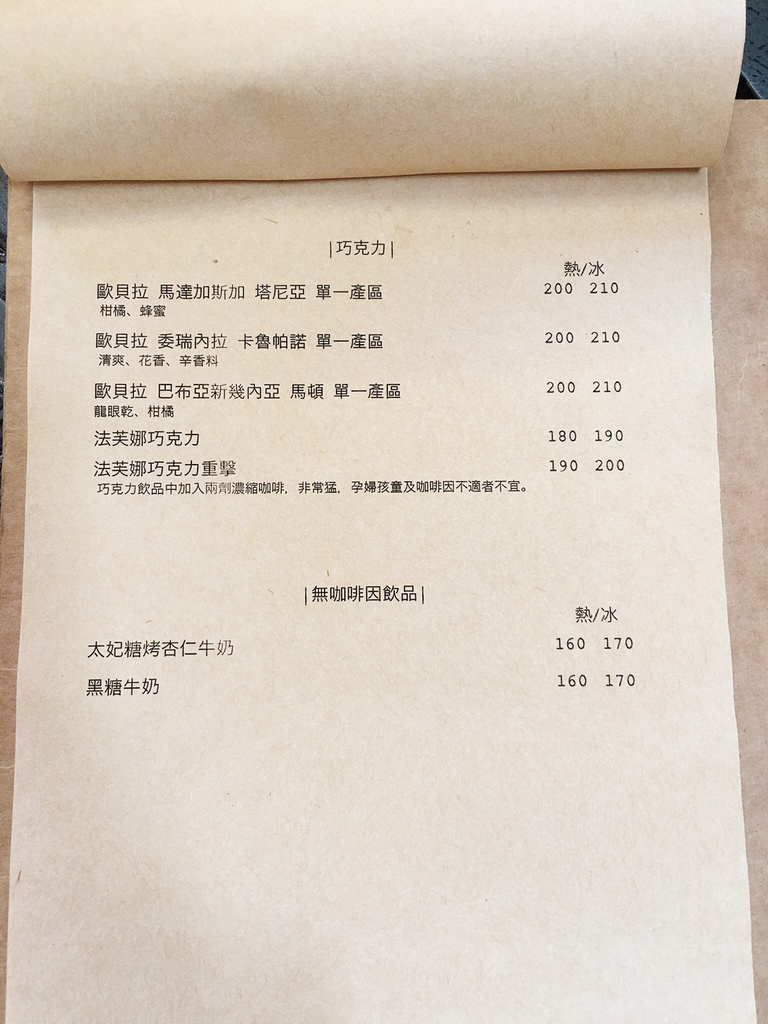 |巧克力|
熱/冰
歐貝拉 馬達加斯加 塔尼亞 單一產區 200 210
柑橘、蜂蜜
歐貝拉 委瑞內拉 卡魯帕諾 單一產區 200 210
清爽、花香、辛香料
歐貝拉 巴布亞新幾內亞 馬頓 單一產區 200 210
龍眼乾、柑橘
法芙娜巧克力 180 190
法芙娜巧克力重擊 190 200
巧克力飲品中加入兩劑濃縮咖啡，非常猛，孕婦孩童及咖啡因不適者不宜。
|無咖啡因飲品|
熱/冰
太妃糖烤杏仁牛奶 160 170
黑糖牛奶 160 170